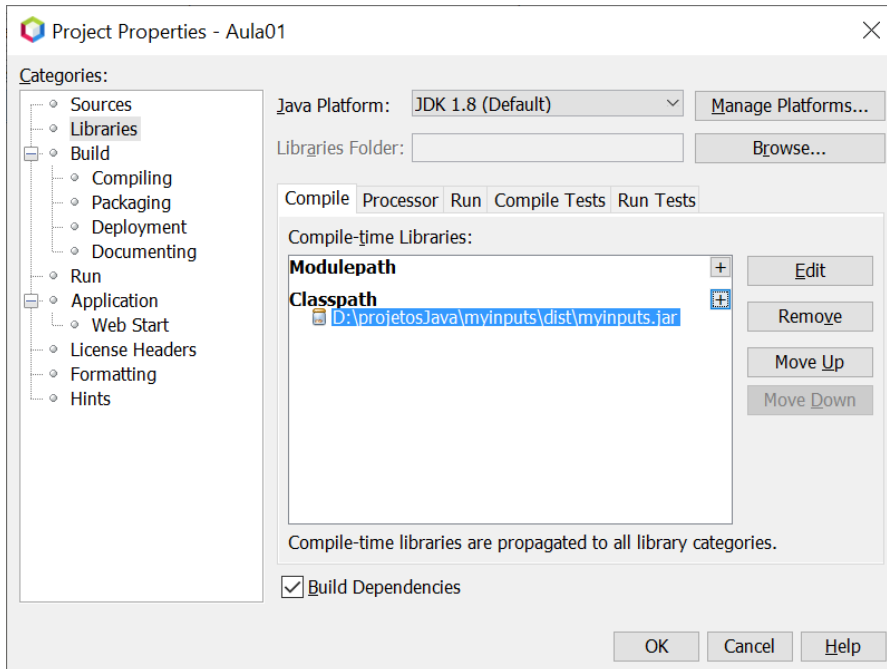 Project Properties - Aula01
Categories:
Sources
Libraries
Build
Compiling
Packaging
Deployment
Documenting
Run
Application
Web Start
License Headers
Formatting
Hints
Java Platform: JDK 1.8 (Default) Manage Platforms...
Libraries Folder: Browse...
Compile Processor Run Compile Tests Run Tests
Compile-time Libraries:
Modulepath
Classpath
D:\projetosJava\myinputs\dist\myinputs.jar
Edit
Remove
Move Up
Move Down
Compile-time libraries are propagated to all library categories.
Build Dependencies
OK Cancel Help